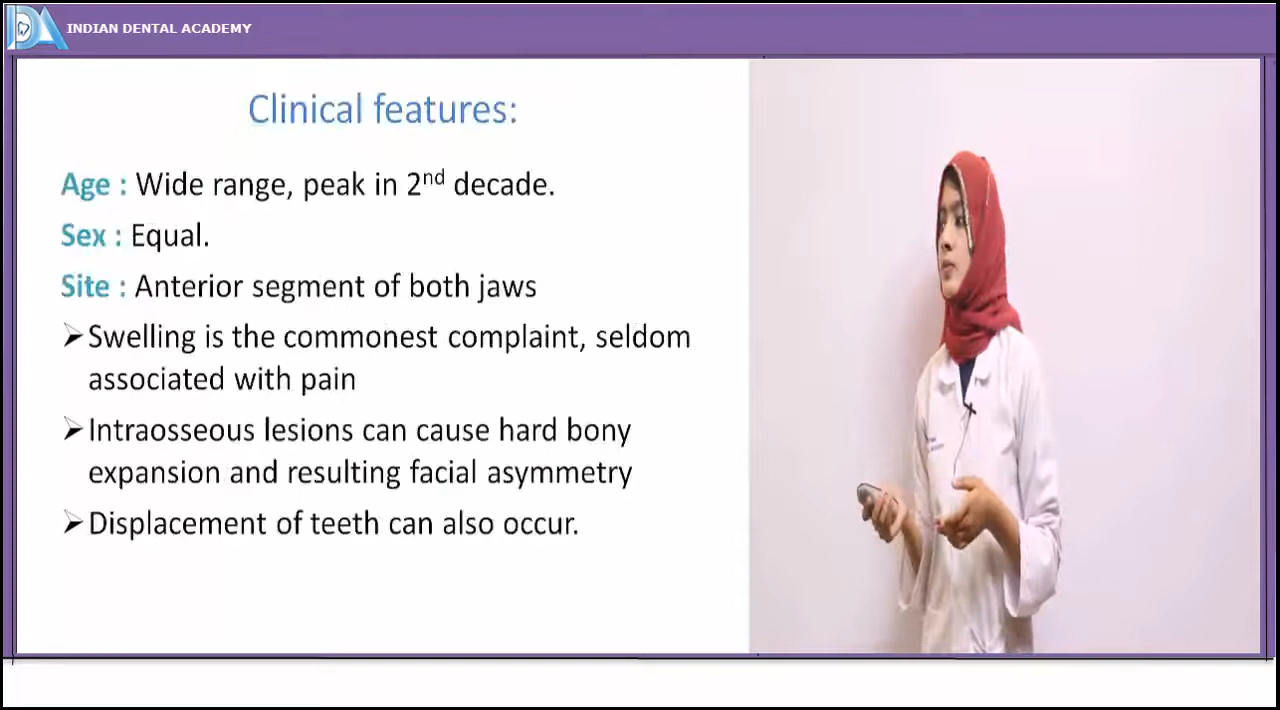 INDIAN DENTAL ACADEMY
Clinical features:
Age : Wide range, peak in 2nd decade.
Sex : Equal.
Site : Anterior segment of both jaws
➢Swelling is the commonest complaint, seldom
associated with pain
➢Intraosseous lesions can cause hard bony
expansion and resulting facial asymmetry
➢Displacement of teeth can also occur.